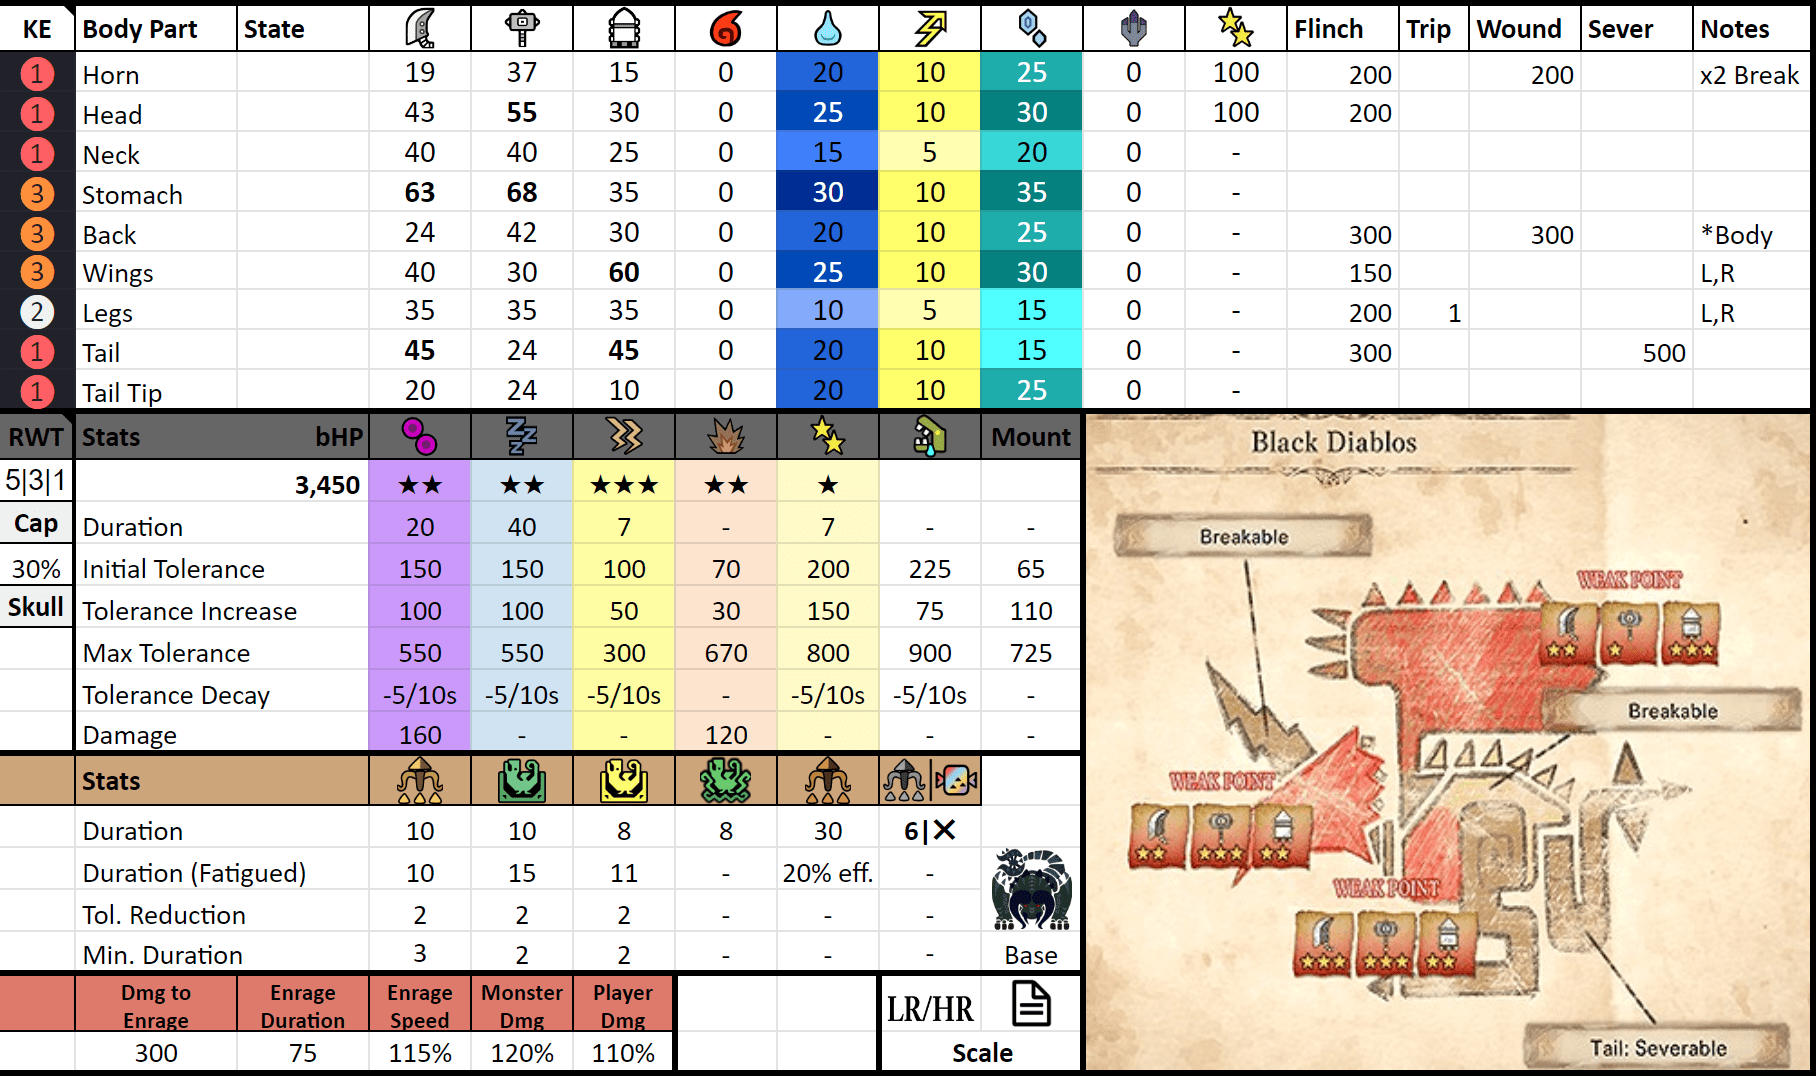 KE Body Part State Flinch Trip Wound Sever Notes
1 Horn 19 37 15 0 20 10 25 0 100 200 200 x2 Break
1 Head 43 55 30 0 25 10 30 0 100 200
1 Neck 40 40 25 0 15 5 20 0 -
3 Stomach 63 68 35 0 30 10 35 0 -
3 Back 24 42 30 0 20 10 25 0 - 300 300 *Body
3 Wings 40 30 60 0 25 10 30 0 - 150 L,R
2 Legs 35 35 35 0 10 5 15 0 - 200 1 L,R
1 Tail 45 24 45 0 20 10 15 0 - 300 500
1 Tail Tip 20 24 10 0 20 10 25 0 -
RWT Stats bHP Mount
5|3|1 3,450 ★★ ★★ ★★★ ★★ ★
Cap Duration 20 40 7 - 7 - -
30% Initial Tolerance 150 150 100 70 200 225 65
Skull Tolerance Increase 100 100 50 30 150 75 110
Max Tolerance 550 550 300 670 800 900 725
Tolerance Decay -5/10s -5/10s -5/10s - -5/10s -5/10s -
Damage 160 - - 120 - - -
Stats
Duration 10 10 8 8 30 6|✕
Duration (Fatigued) 10 15 11 - 20% eff. -
Tol. Reduction 2 2 2 - - -
Min. Duration 3 2 2 - - - Base
Dmg to Enrage Enrage Duration Enrage Speed Monster Dmg Player Dmg LR/HR
300 75 115% 120% 110% Scale
Black Diablos
Breakable
WEAK POINT
Breakable
WEAK POINT
WEAK POINT
Tail: Severable